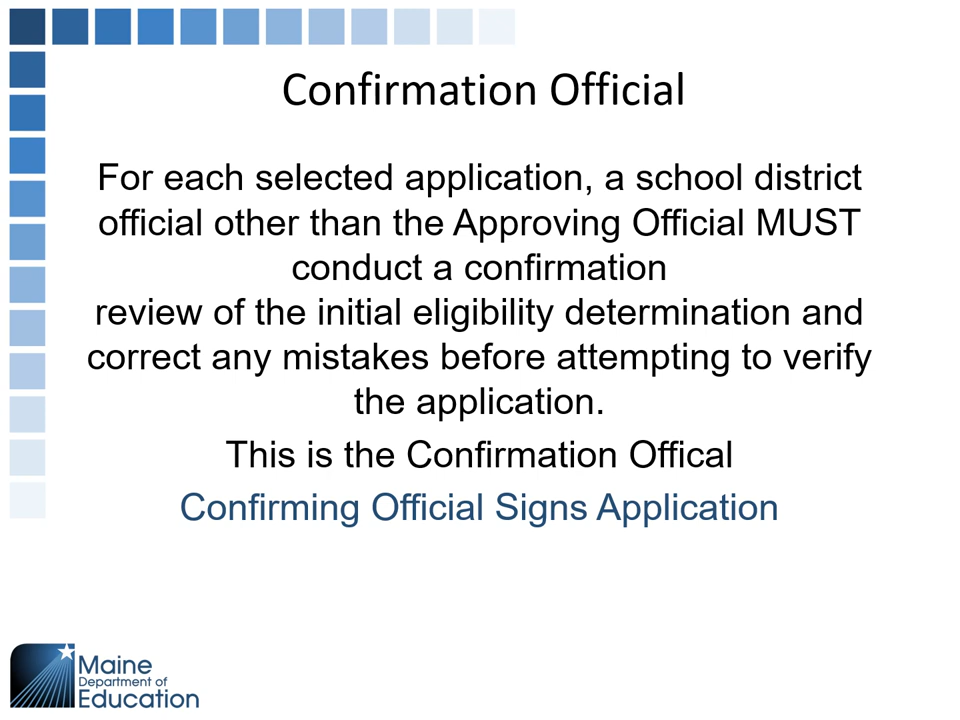 Confirmation Official
For each selected application, a school district
official other than the Approving Official MUST
conduct a confirmation
review of the initial eligibility determination and
correct any mistakes before attempting to verify
the application.
This is the Confirmation Offical
Confirming Official Signs Application
Maine
Department of
Education